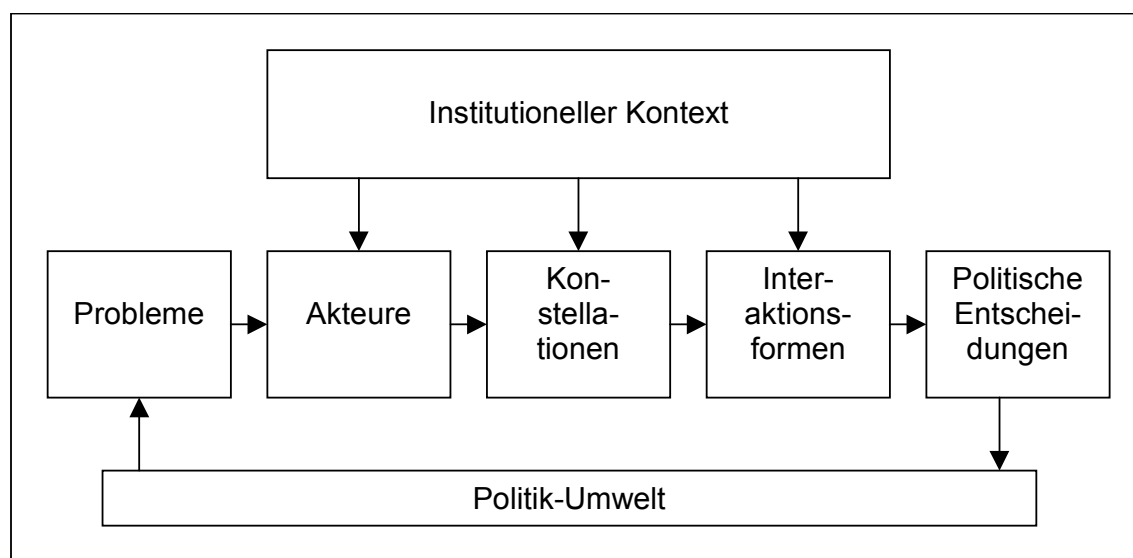 Institutioneller Kontext
Probleme
Akteure
Kon-
stella-
tionen
Inter-
aktions-
formen
Politische
Entschei-
dungen
Politik-Umwelt